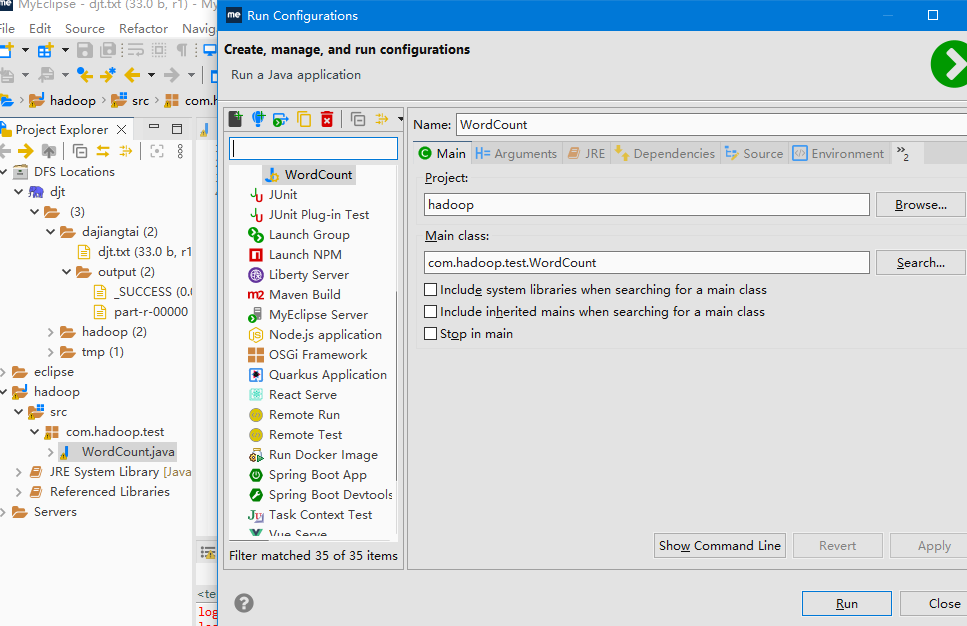 MyEclipse - djt.txt (33.0 b, r1) - My
File Edit Source Refactor Navig
hadoop src com.h
Project Explorer
DFS Locations
djt
(3)
dajiangtai (2)
djt.txt (33.0 b, r1
output (2)
_SUCCESS (0.
part-r-00000
hadoop (2)
tmp (1)
eclipse
hadoop
src
com.hadoop.test
WordCount.java
JRE System Library [Java
Referenced Libraries
Servers
<te
log
me Run Configurations
Create, manage, and run configurations
Run a Java application
WordCount
JUnit
JUnit Plug-in Test
Launch Group
Launch NPM
Liberty Server
m2 Maven Build
MyEclipse Server
Node.js application
OSGi Framework
Quarkus Application
React Serve
Remote Run
Remote Test
Run Docker Image
Spring Boot App
Spring Boot Devtools
Task Context Test
Vue Serve
Filter matched 35 of 35 items
Name: WordCount
Main Arguments JRE Dependencies Source Environment »2
Project:
hadoop Browse...
Main class:
com.hadoop.test.WordCount Search...
Include system libraries when searching for a main class
Include inherited mains when searching for a main class
Stop in main
Show Command Line Revert Apply
Run Close